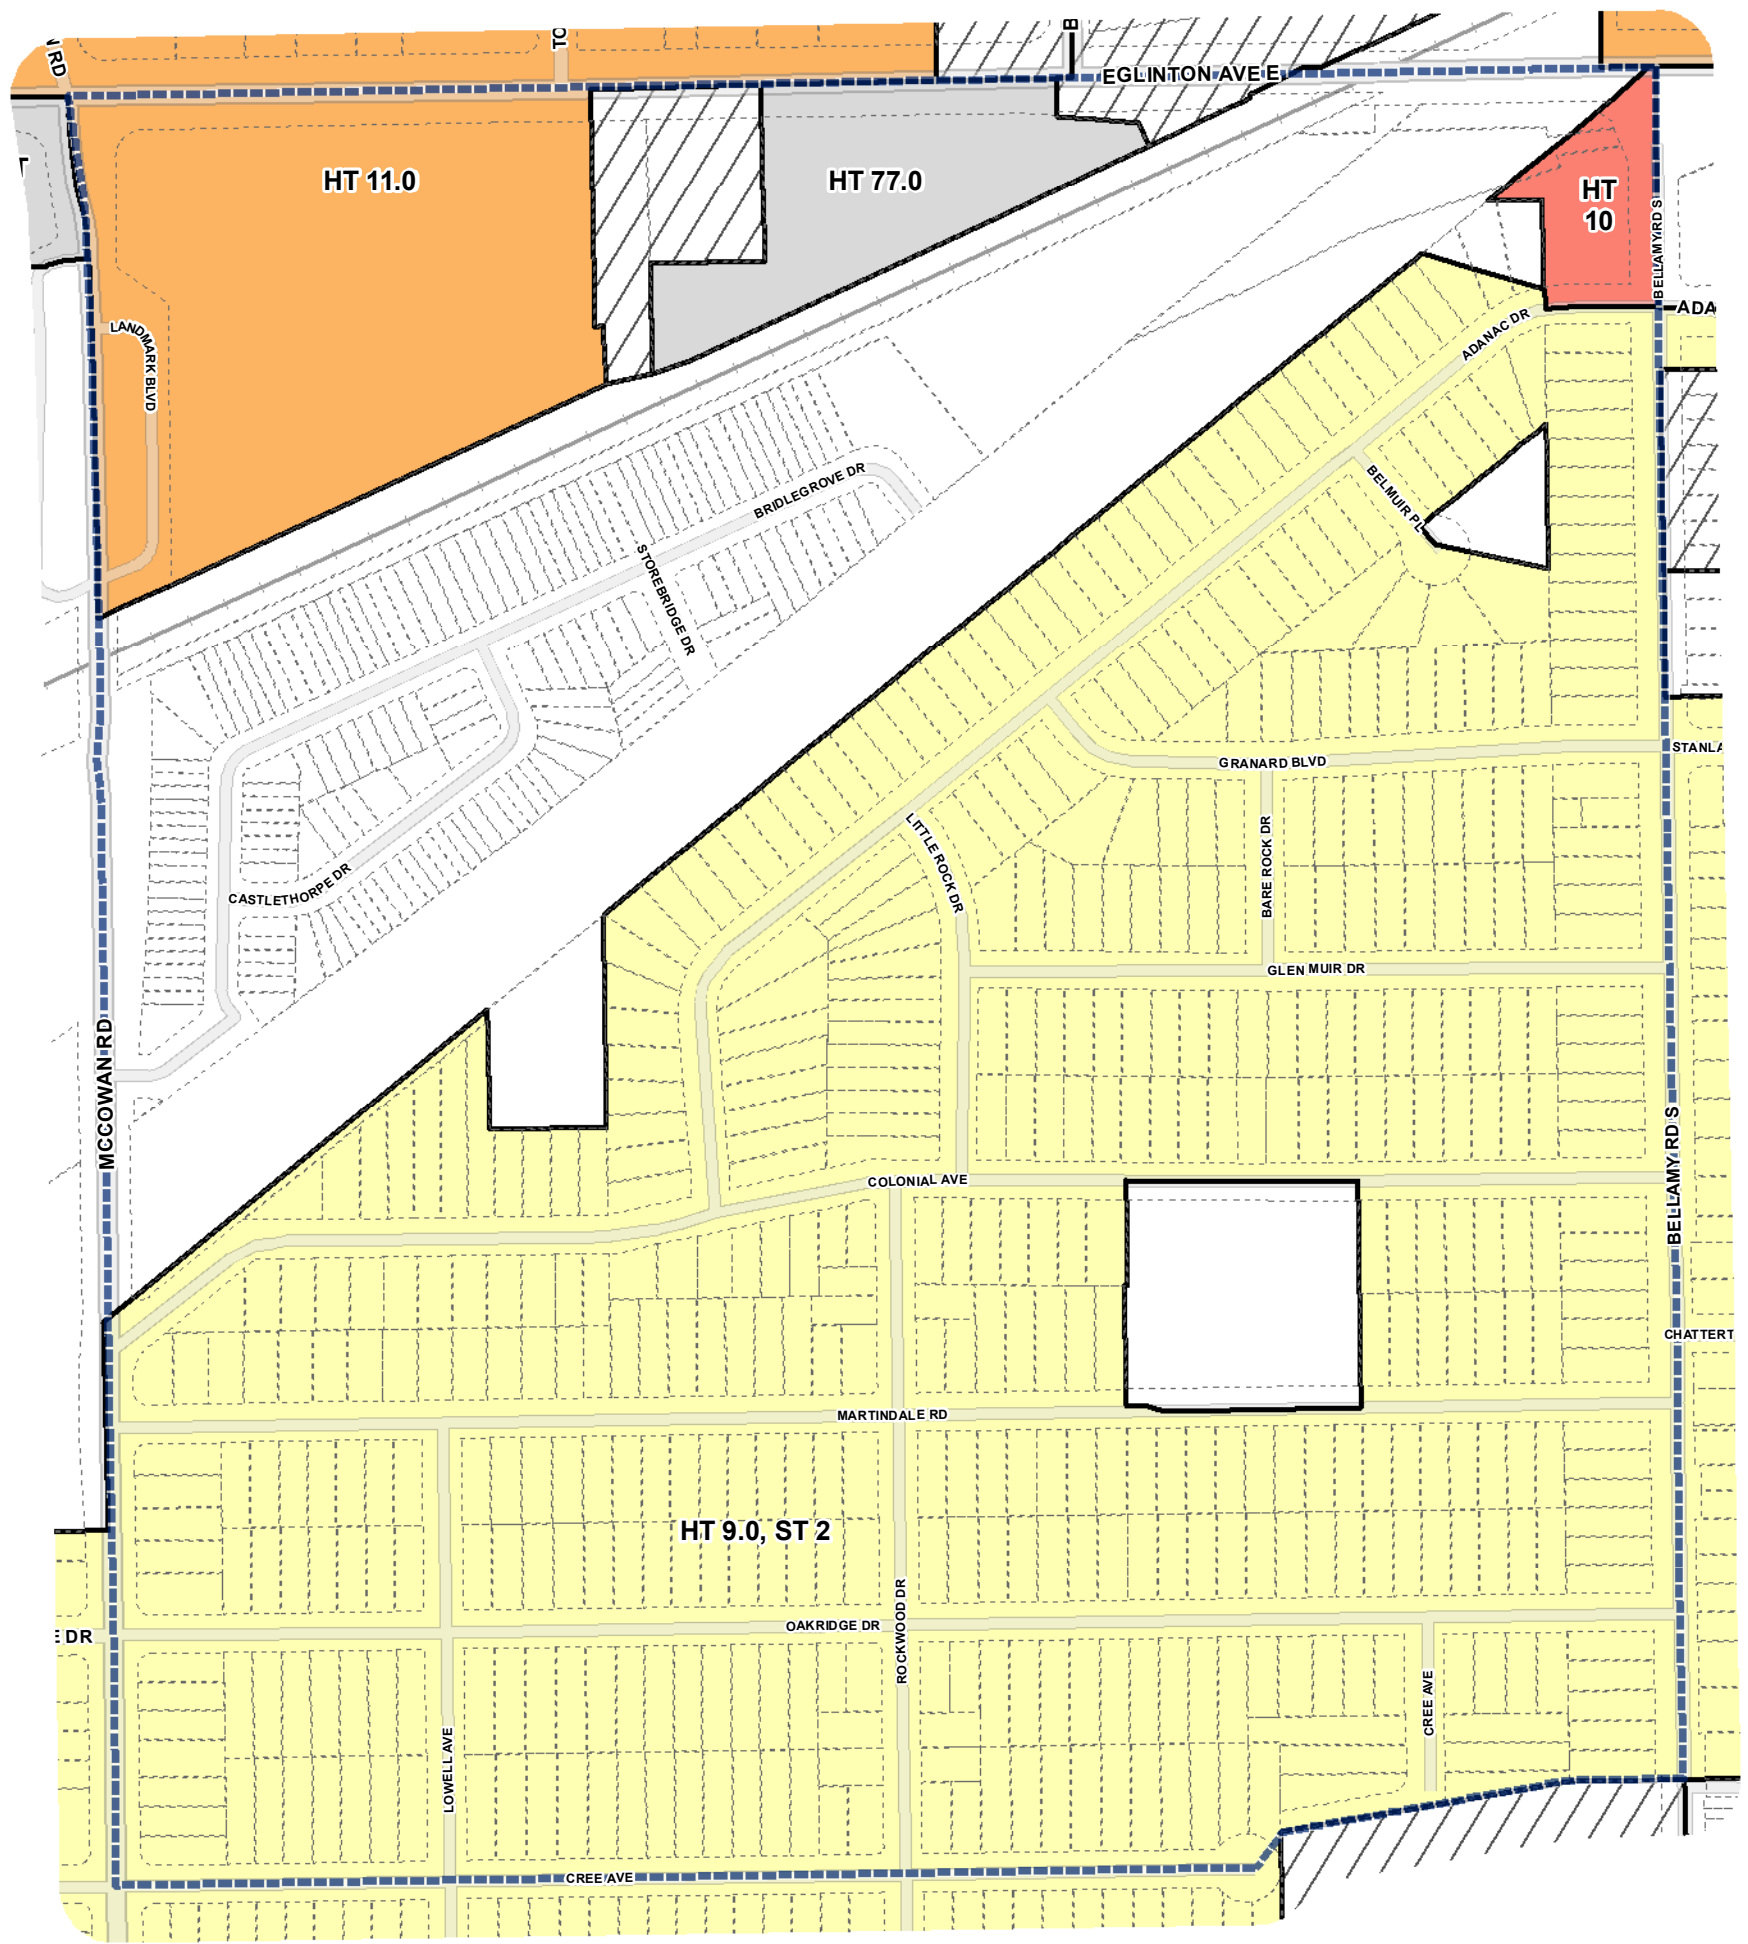 RD
TO
B
EGLINTON AVE E
HT 11.0
HT 77.0
HT
10
BELLAMY RD S
ADA
LANDMARK BLVD
ADANAC DR
BRIDLEGROVE DR
BELMUIR PL
STOREBRIDGE DR
STANLA
GRANARD BLVD
LITTLE ROCK DR
BARE ROCK DR
CASTLETHORPE DR
GLEN MUIR DR
MCCOWAN RD
BELLAMY RD S
COLONIAL AVE
CHATTERT
MARTINDALE RD
HT 9.0, ST 2
ROCKWOOD DR
OAKRIDGE DR
E DR
CREE AVE
LOWELL AVE
CREE AVE